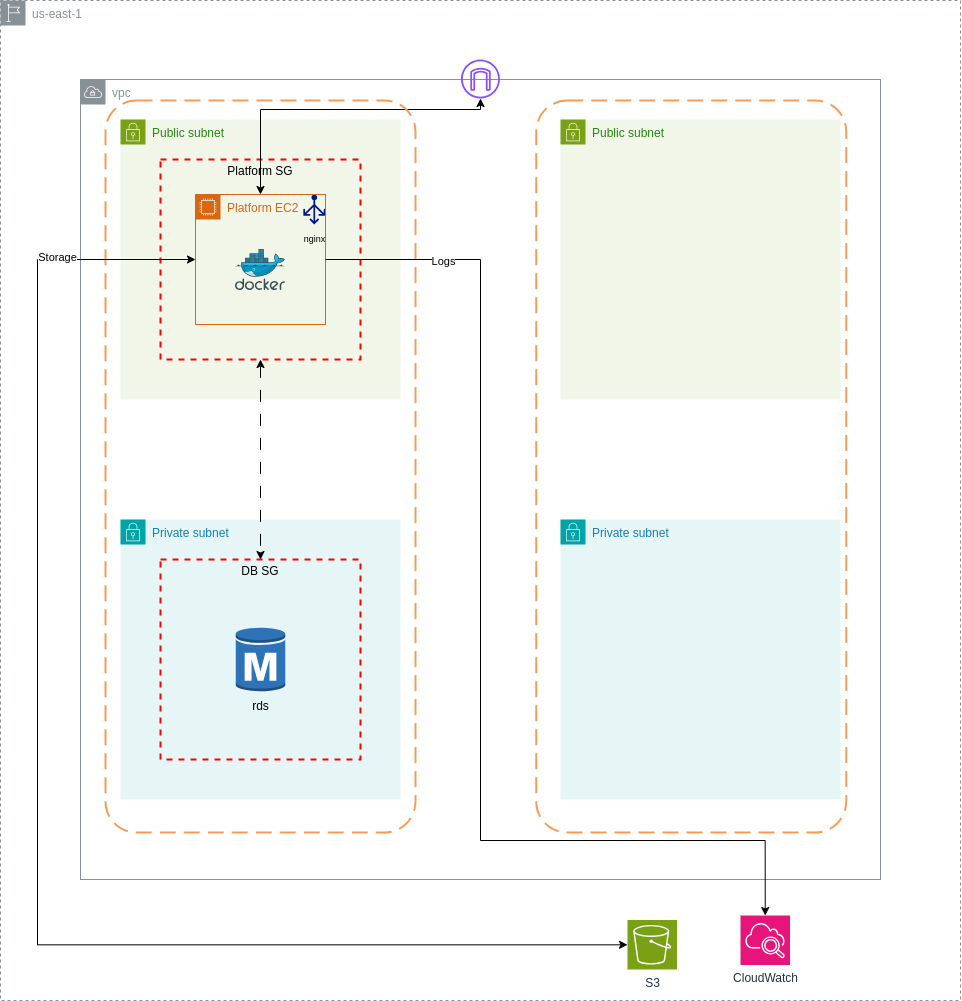 us-east-1
vpc
Public subnet
Public subnet
Platform SG
Platform EC2
nginx
docker
Storage
Logs
Private subnet
Private subnet
DB SG
M
rds
S3
CloudWatch